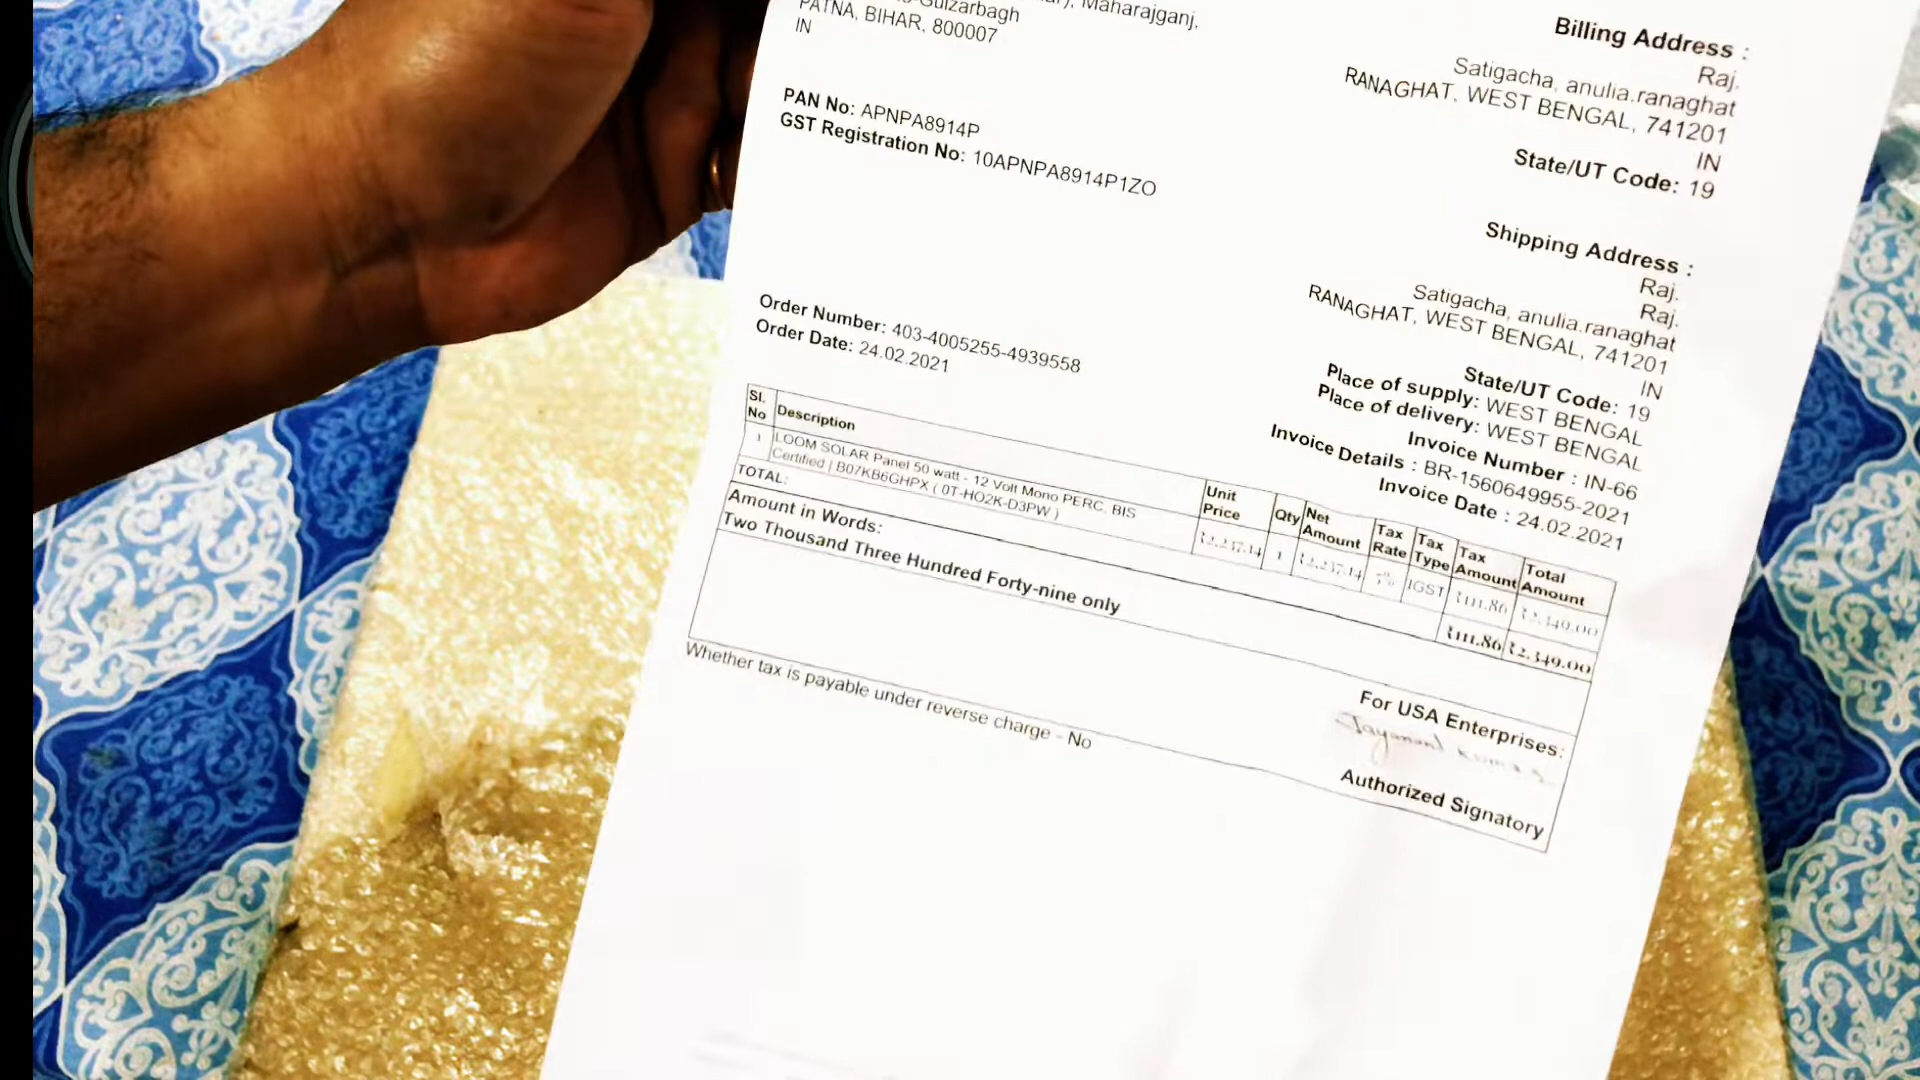 Gulzarbagh
Maharajganj,
PATNA, BIHAR, 800007
IN
PAN No: APNPA8914P
GST Registration No: 10APNPA8914P1ZO
Billing Address :
Raj.
Satigacha, anulia.ranaghat
RANAGHAT, WEST BENGAL, 741201
IN
State/UT Code: 19
Shipping Address :
Raj.
Raj.
Satigacha, anulia.ranaghat
RANAGHAT, WEST BENGAL, 741201
IN
State/UT Code: 19
Place of supply: WEST BENGAL
Place of delivery: WEST BENGAL
Order Number: 403-4005255-4939558
Order Date: 24.02.2021
Invoice Number : IN-66
Invoice Details : BR-1560649955-2021
Invoice Date : 24.02.2021
Sl. No Description Unit Price Qty Net Amount Tax Rate Tax Type Tax Amount Total Amount
1 LOOM SOLAR Panel 50 watt - 12 Volt Mono PERC, BIS
Certified | B07KB6GHPX ( 0T-HO2K-D3PW )
₹2,237.14 1 ₹2,237.14 5% IGST ₹111.86 ₹2,349.00
TOTAL: ₹111.86 ₹2,349.00
Amount in Words:
Two Thousand Three Hundred Forty-nine only
For USA Enterprises:
Jayanand Kumar
Authorized Signatory
Whether tax is payable under reverse charge - No